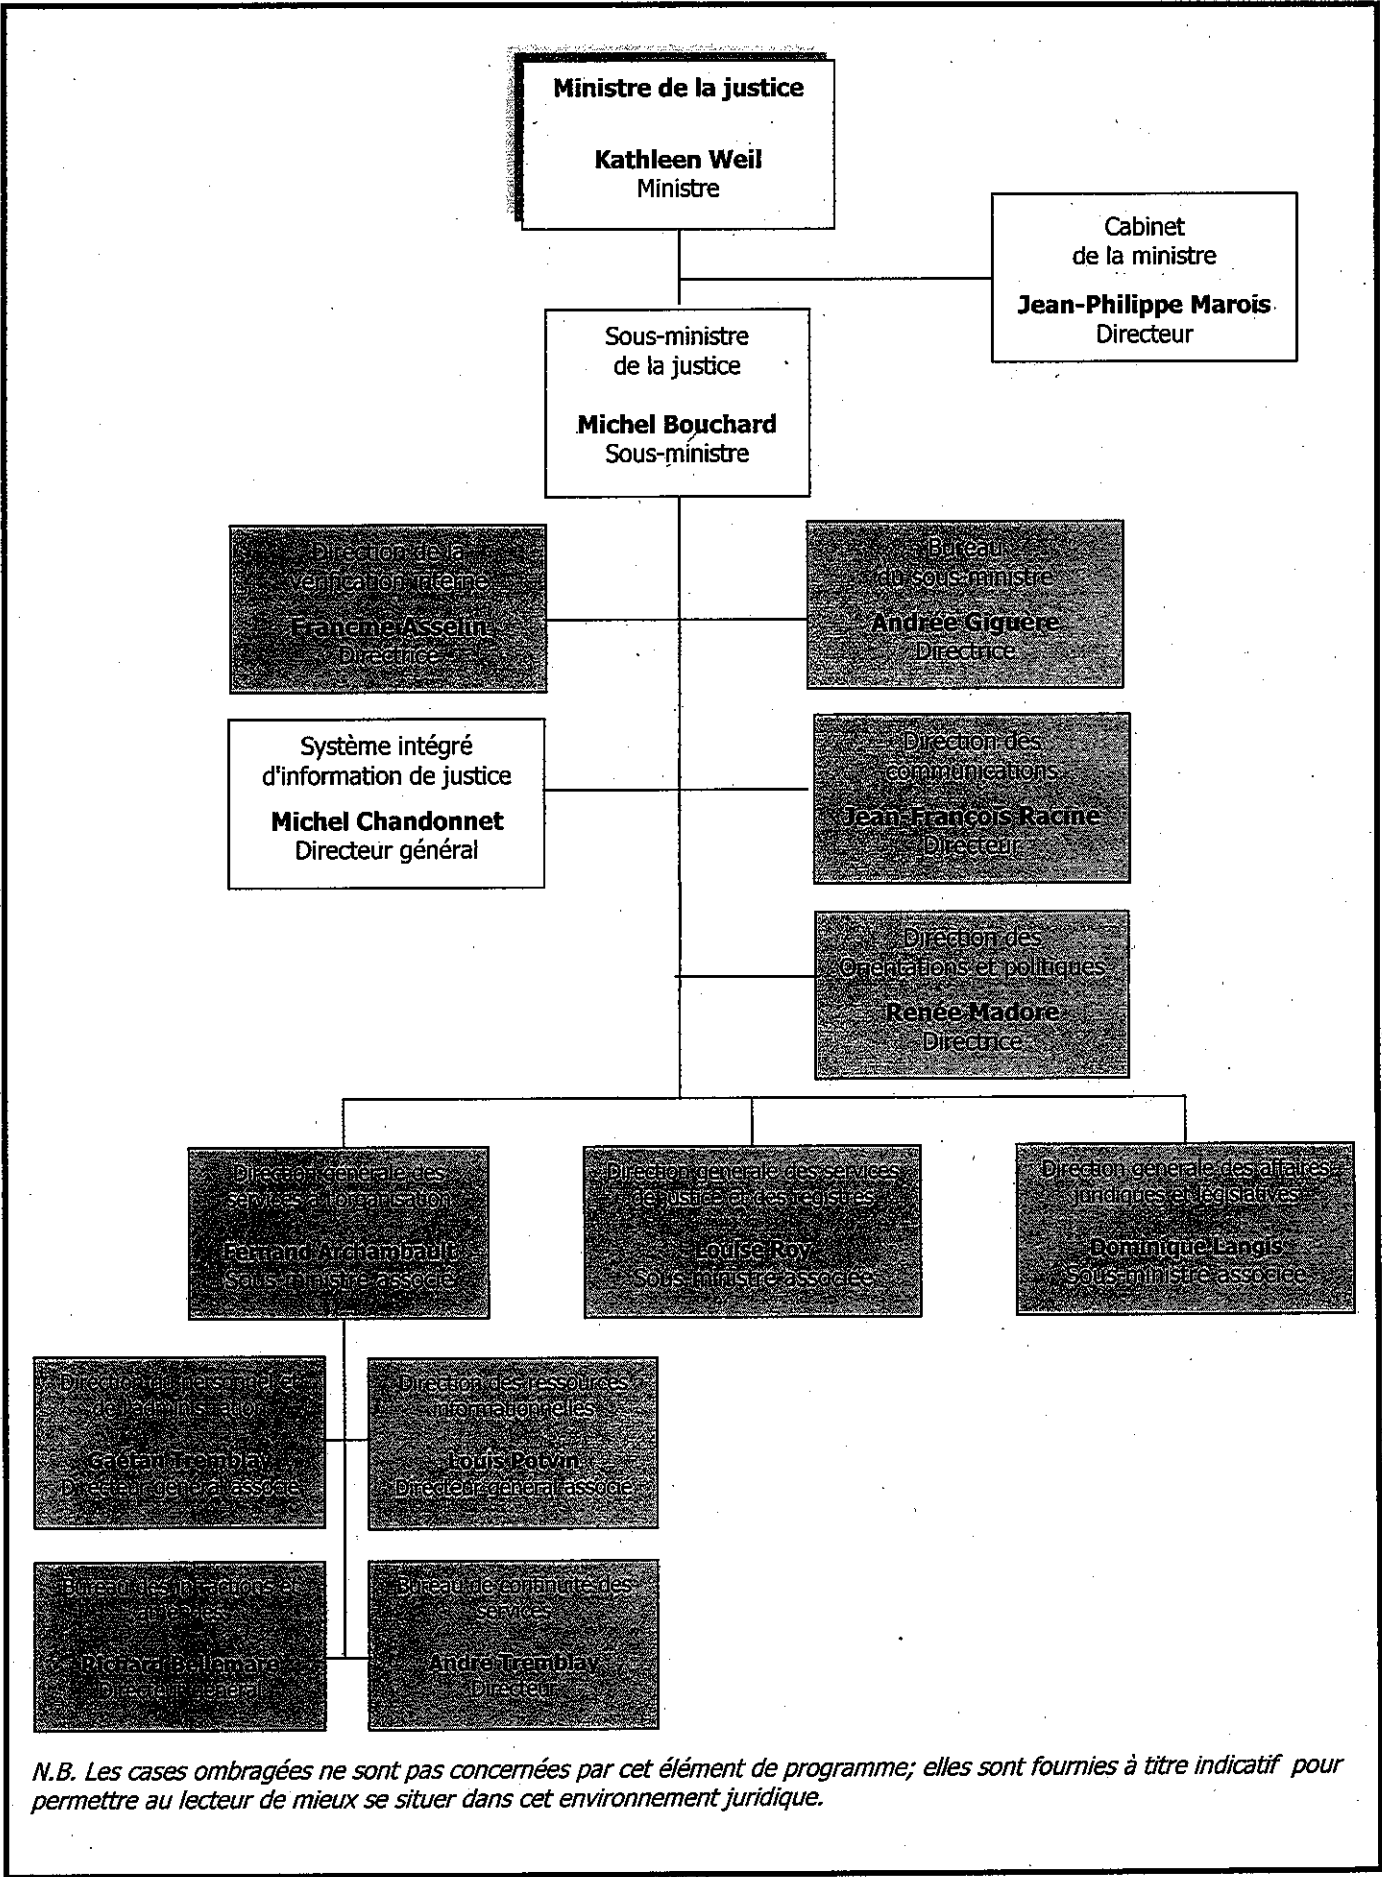 Ministre de la justice
Kathleen Weil
Ministre
Cabinet
de la ministre
Jean-Philippe Marois
Directeur
Sous-ministre
de la justice
Michel Bouchard
Sous-ministre
Direction de la
vérification interne
Francine Asselin
Directrice
Bureau
du sous-ministre
Andrée Giguère
Directrice
Système intégré
d'information de justice
Michel Chandonnet
Directeur général
Direction des
communications
Jean-François Racine
Directeur
Direction des
Orientations et politiques
Renée Madore
Directrice
Direction générale des
services à l'organisation
Fernand Archambault
Sous-ministre associé
Direction générale des services
de justice et des registres
Louise Roy
Sous-ministre associée
Direction générale des affaires
juridiques et législatives
Dominique Langis
Sous-ministre associée
Direction du personnel et
de l'administration
Gaétan Tremblay
Directeur général associé
Direction des ressources
informationnelles
Louis Potvin
Directeur général associé
Bureau des infractions et
amendes
Richard Bellemare
Directeur général
Bureau de continuité des
services
André Tremblay
Directeur
N.B. Les cases ombragées ne sont pas concernées par cet élément de programme; elles sont fournies à titre indicatif pour
permettre au lecteur de mieux se situer dans cet environnement juridique.